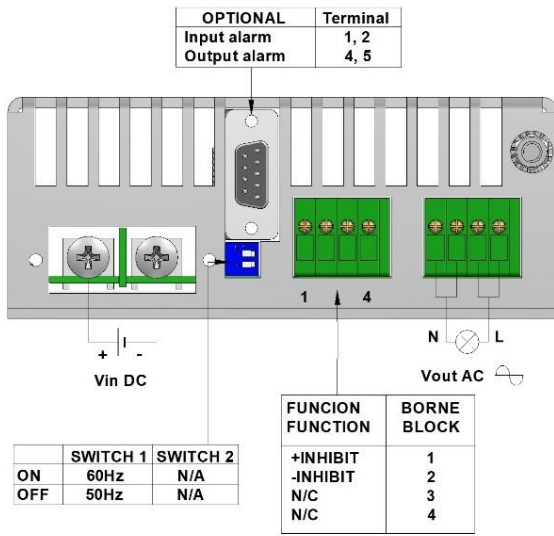 OPTIONAL Terminal
Input alarm 1, 2
Output alarm 4, 5
1 4
+ -
Vin DC
N L
Vout AC
SWITCH 1 SWITCH 2
ON 60Hz N/A
OFF 50Hz N/A
FUNCION BORNE
FUNCTION BLOCK
+INHIBIT 1
-INHIBIT 2
N/C 3
N/C 4